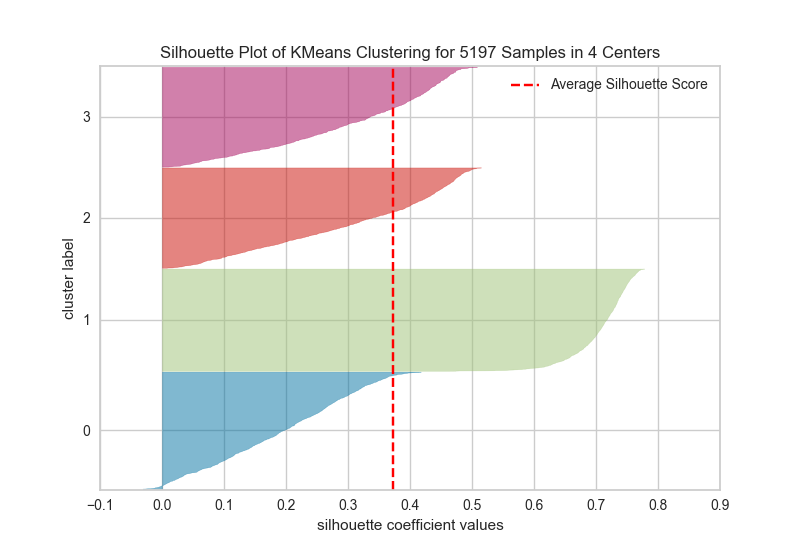 Silhouette Plot of KMeans Clustering for 5197 Samples in 4 Centers
Average Silhouette Score
3
2
1
0
cluster label
−0.1 0.0 0.1 0.2 0.3 0.4 0.5 0.6 0.7 0.8 0.9
silhouette coefficient values